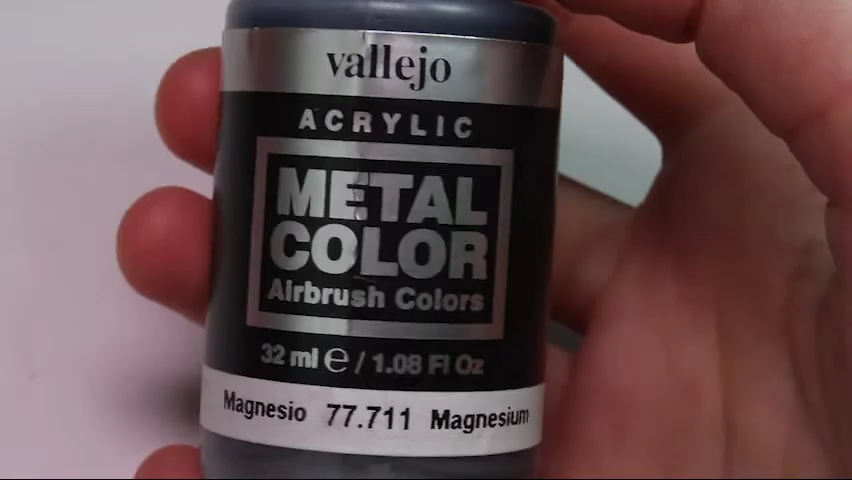 vallejo
ACRYLIC
METAL
COLOR
Airbrush Colors
32 ml ℮ / 1.08 Fl Oz
Magnesio 77.711 Magnesium